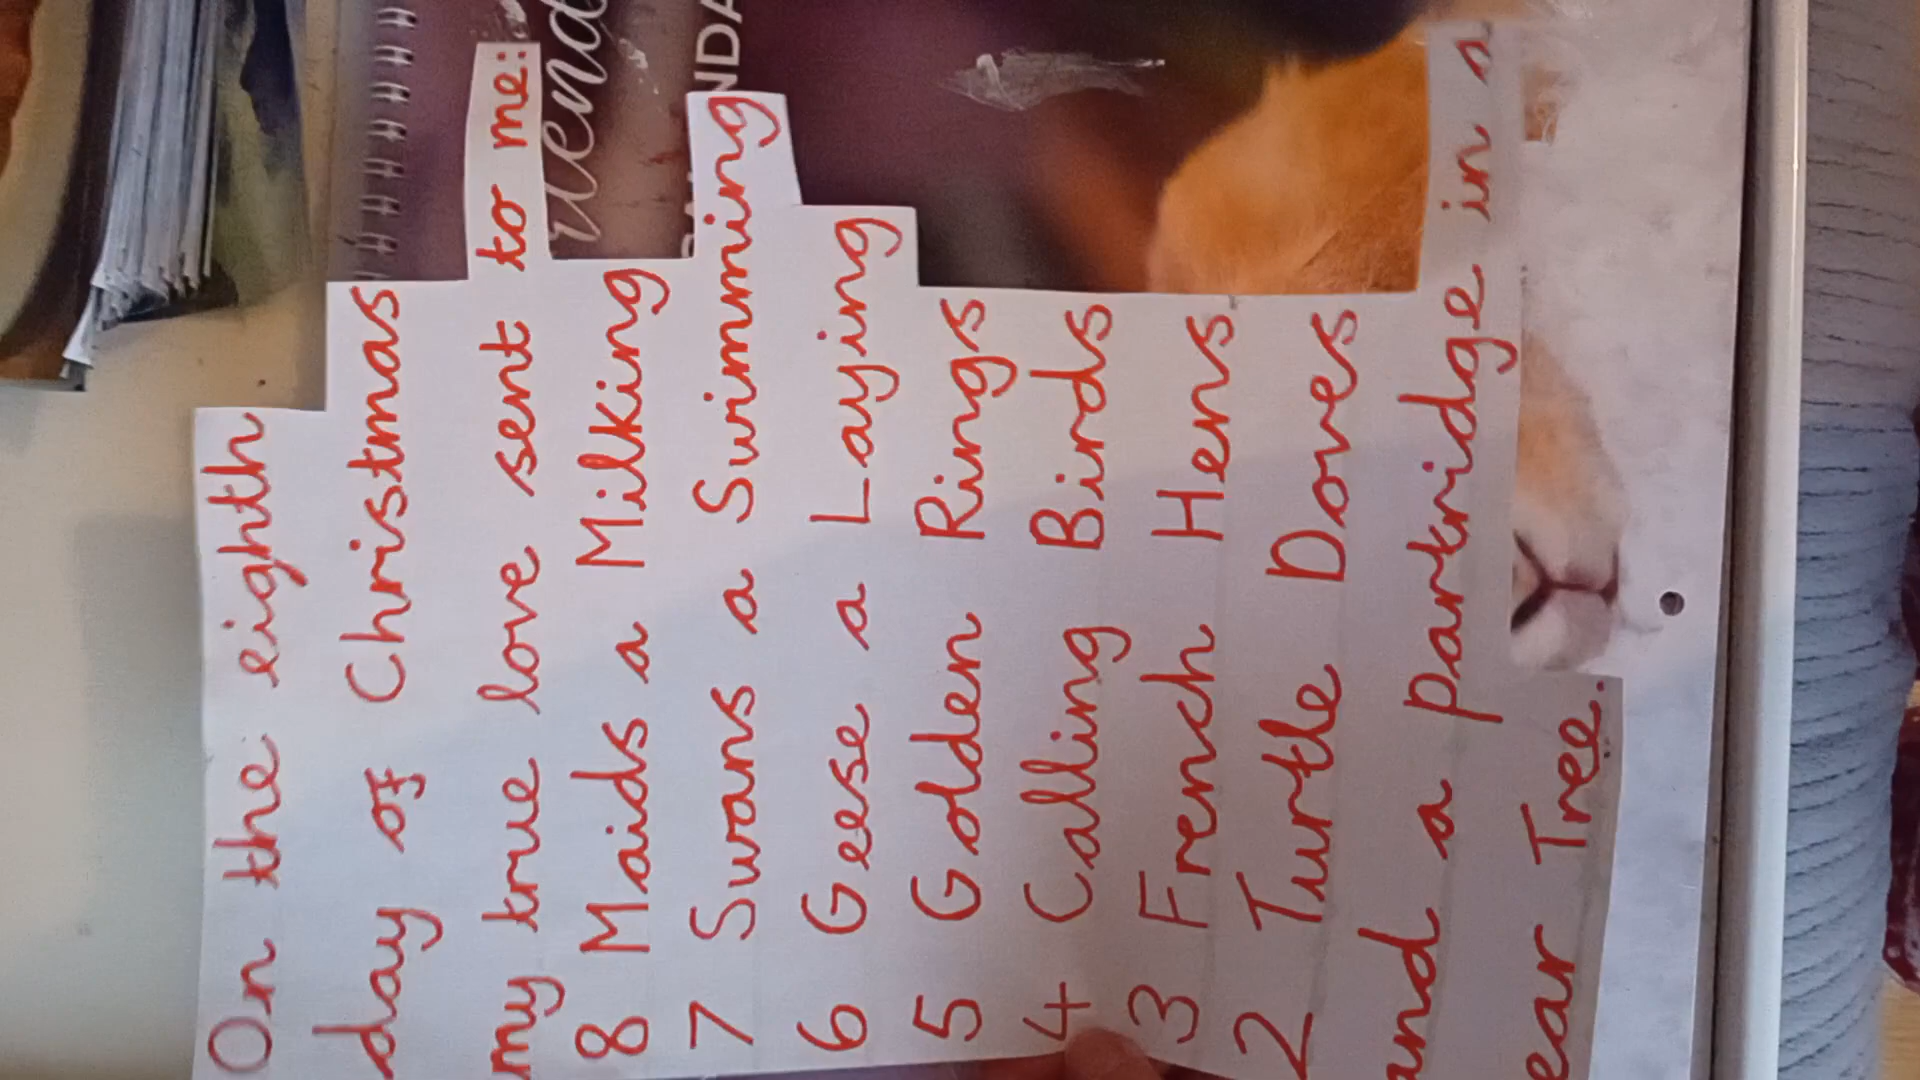 On the eighth
day of Christmas
my true love sent to me:
8 Maids a Milking
7 Swans a Swimming
6 Geese a Laying
5 Golden Rings
4 Calling Birds
3 French Hens
2 Turtle Doves
and a partridge in a
ear Tree.